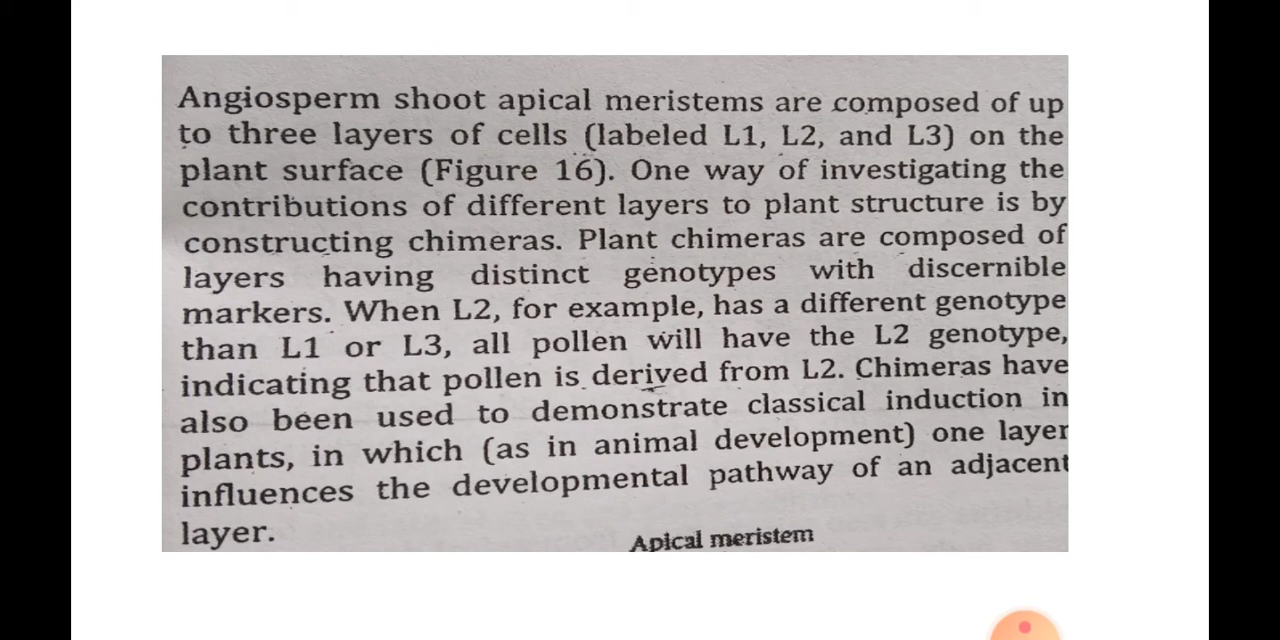 Angiosperm shoot apical meristems are composed of up
to three layers of cells (labeled L1, L2, and L3) on the
plant surface (Figure 16). One way of investigating the
contributions of different layers to plant structure is by
constructing chimeras. Plant chimeras are composed of
layers having distinct genotypes with discernible
markers. When L2, for example, has a different genotype
than L1 or L3, all pollen will have the L2 genotype,
indicating that pollen is derived from L2. Chimeras have
also been used to demonstrate classical induction in
plants, in which (as in animal development) one layer
influences the developmental pathway of an adjacent
layer.
Apical meristem